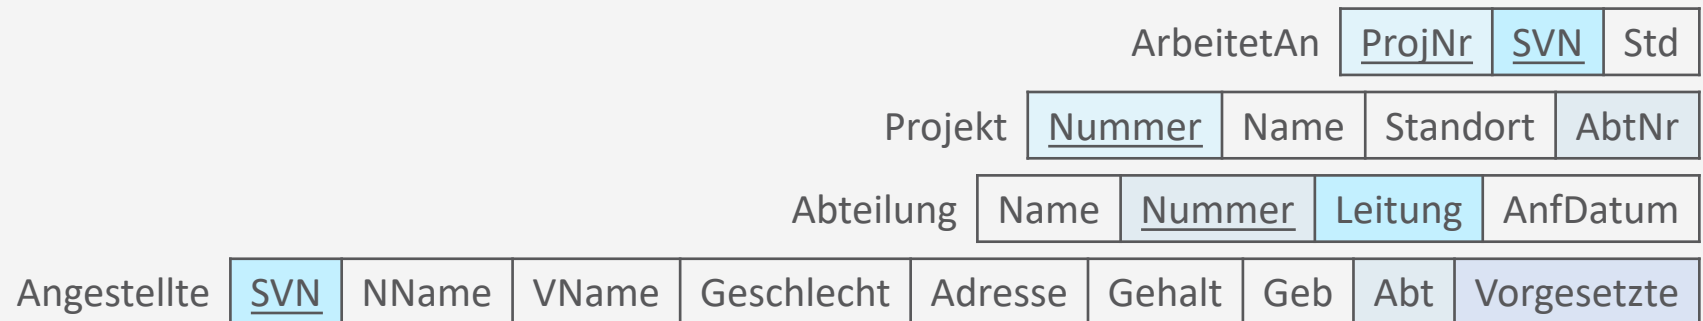 ArbeitetAn ProjNr SVN Std
Projekt Nummer Name Standort AbtNr
Abteilung Name Nummer Leitung AnfDatum
Angestellte SVN NName VName Geschlecht Adresse Gehalt Geb Abt Vorgesetzte